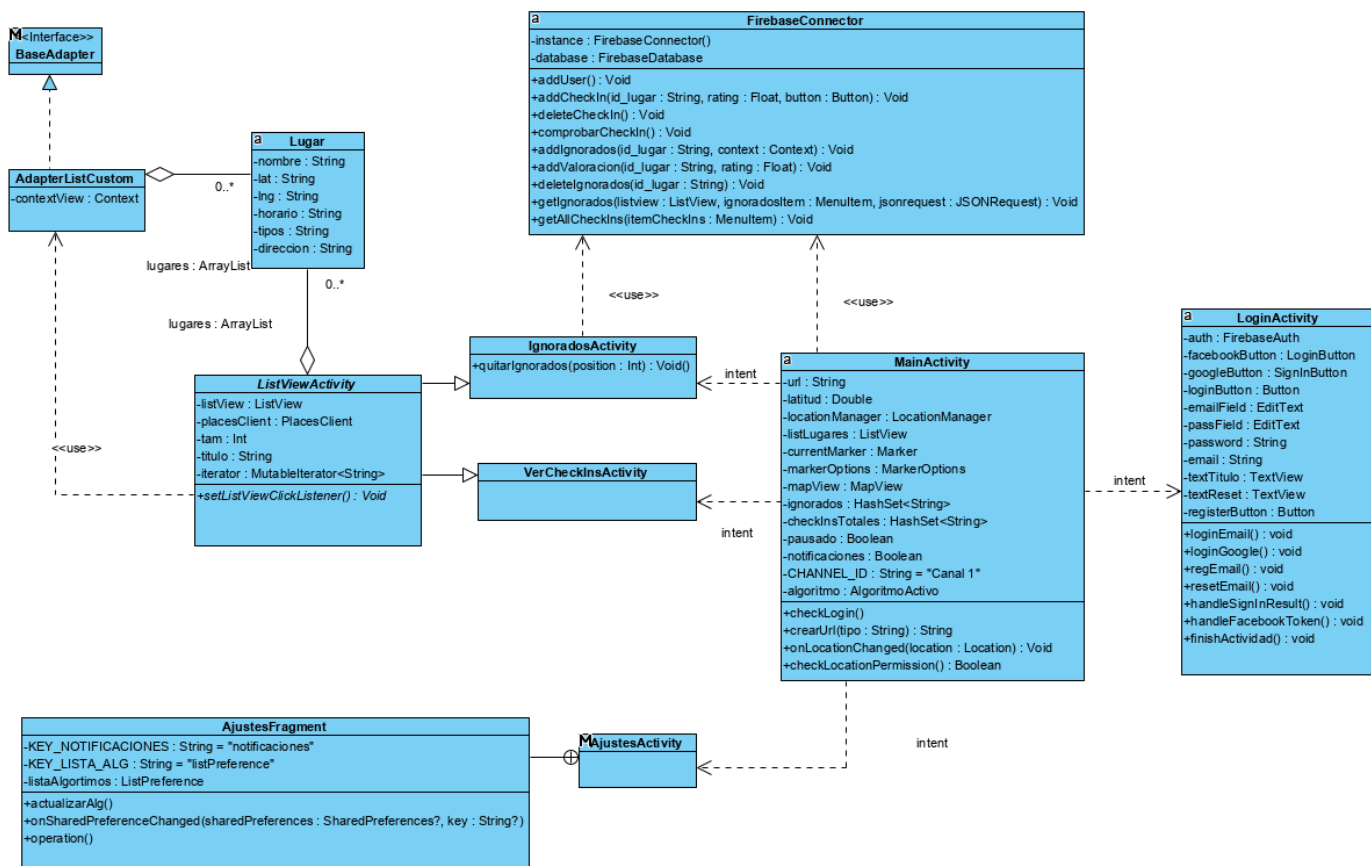 <<Interface>>
BaseAdapter
AdapterListCustom
-contextView : Context
Lugar
-nombre : String
-lat : String
-lng : String
-horario : String
-tipos : String
-direccion : String
0..*
lugares : ArrayList
0..*
lugares : ArrayList
FirebaseConnector
-instance : FirebaseConnector()
-database : FirebaseDatabase
+addUser() : Void
+addCheckIn(id_lugar : String, rating : Float, button : Button) : Void
+deleteCheckIn() : Void
+comprobarCheckIn() : Void
+addIgnorados(id_lugar : String, context : Context) : Void
+addValoracion(id_lugar : String, rating : Float) : Void
+deleteIgnorados(id_lugar : String) : Void
+getIgnorados(listview : ListView, ignoradosItem : MenuItem, jsonrequest : JSONRequest) : Void
+getAllCheckIns(itemCheckIns : MenuItem) : Void
<<use>>
<<use>>
ListViewActivity
-listView : ListView
-placesClient : PlacesClient
-tam : Int
-titulo : String
-iterator : MutableIterator<String>
+setListViewClickListener() : Void
<<use>>
IgnoradosActivity
+quitarIgnorados(position : Int) : Void()
VerCheckInsActivity
intent
intent
MainActivity
-url : String
-latitud : Double
-locationManager : LocationManager
-listLugares : ListView
-currentMarker : Marker
-markerOptions : MarkerOptions
-mapView : MapView
-ignorados : HashSet<String>
-checkInsTotales : HashSet<String>
-pausado : Boolean
-notificaciones : Boolean
-CHANNEL_ID : String = "Canal 1"
-algoritmo : AlgoritmoActivo
+checkLogin()
+crearUrl(tipo : String) : String
+onLocationChanged(location : Location) : Void
+checkLocationPermission() : Boolean
intent
LoginActivity
-auth : FirebaseAuth
-facebookButton : LoginButton
-googleButton : SignInButton
-loginButton : Button
-emailField : EditText
-passField : EditText
-password : String
-email : String
-textTitulo : TextView
-textReset : TextView
-registerButton : Button
+loginEmail() : void
+loginGoogle() : void
+regEmail() : void
+resetEmail() : void
+handleSignInResult() : void
+handleFacebookToken() : void
+finishActividad() : void
AjustesFragment
-KEY_NOTIFICACIONES : String = "notificaciones"
-KEY_LISTA_ALG : String = "listPreference"
-listaAlgortimos : ListPreference
+actualizarAlg()
+onSharedPreferenceChanged(sharedPreferences : SharedPreferences?, key : String?)
+operation()
AjustesActivity
intent